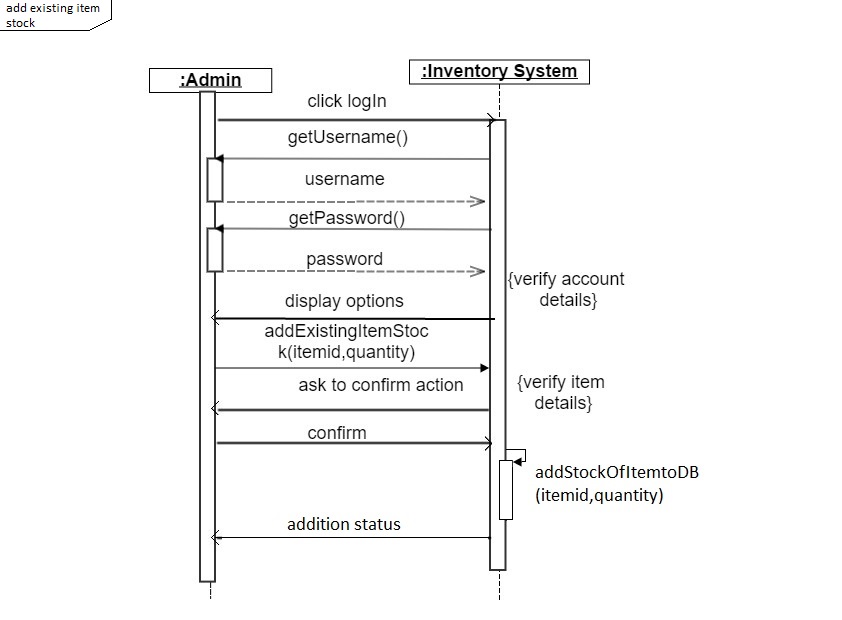 add existing item
stock
:Admin
:Inventory System
click logIn
getUsername()
username
getPassword()
password
{verify account
details}
display options
addExistingItemStoc
k(itemid,quantity)
ask to confirm action
{verify item
details}
confirm
addStockOfItemtoDB
(itemid,quantity)
addition status